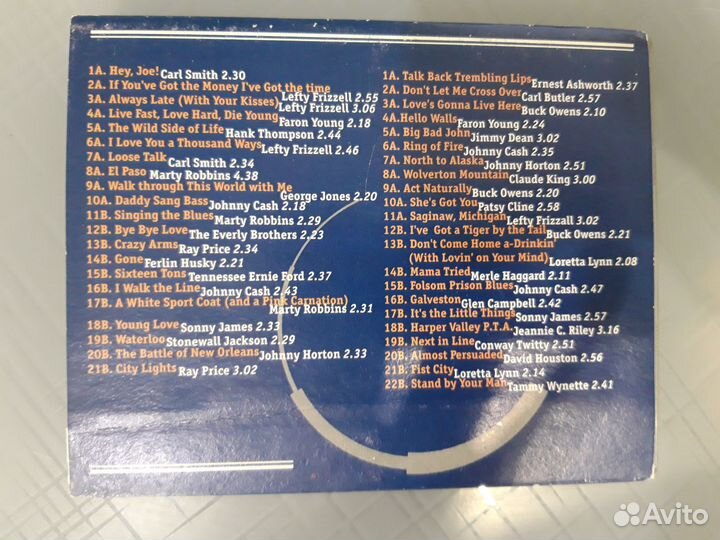 1A. Hey, Joe! Carl Smith 2.30
2A. If You've Got the Money I've Got the time Lefty Frizzell 2.55
3A. Always Late (With Your Kisses) Lefty Frizzell 3.06
4A. Live Fast, Love Hard, Die Young Faron Young 2.18
5A. The Wild Side of Life Hank Thompson 2.44
6A. I Love You a Thousand Ways Lefty Frizzell 2.46
7A. Loose Talk Carl Smith 2.34
8A. El Paso Marty Robbins 4.38
9A. Walk through This World with Me George Jones 2.20
10A. Daddy Sang Bass Johnny Cash 2.18
11B. Singing the Blues Marty Robbins 2.29
12B. Bye Bye Love The Everly Brothers 2.23
13B. Crazy Arms Ray Price 2.34
14B. Gone Ferlin Husky 2.21
15B. Sixteen Tons Tennessee Ernie Ford 2.37
16B. I Walk the Line Johnny Cash 2.43
17B. A White Sport Coat (and a Pink Carnation) Marty Robbins 2.31
18B. Young Love Sonny James 2.33
19B. Waterloo Stonewall Jackson 2.29
20B. The Battle of New Orleans Johnny Horton 2.33
21B. City Lights Ray Price 3.02
1A. Talk Back Trembling Lips Ernest Ashworth 2.37
2A. Don't Let Me Cross Over Carl Butler 2.57
3A. Love's Gonna Live Here Buck Owens 2.10
4A. Hello Walls Faron Young 2.24
5A. Big Bad John Jimmy Dean 3.02
6A. Ring of Fire Johnny Cash 2.35
7A. North to Alaska Johnny Horton 2.51
8A. Wolverton Mountain Claude King 3.00
9A. Act Naturally Buck Owens 2.20
10A. She's Got You Patsy Cline 2.58
11A. Saginaw, Michigan Lefty Frizzall 3.02
12B. I've Got a Tiger by the Tail Buck Owens 2.21
13B. Don't Come Home a-Drinkin'
(With Lovin' on Your Mind) Loretta Lynn 2.08
14B. Mama Tried Merle Haggard 2.11
15B. Folsom Prison Blues Johnny Cash 2.47
16B. Galveston Glen Campbell 2.42
17B. It's the Little Things Sonny James 2.57
18B. Harper Valley P.T.A. Jeannie C. Riley 3.16
19B. Next in Line Conway Twitty 2.51
20B. Almost Persuaded David Houston 2.56
21B. Fist City Loretta Lynn 2.14
22B. Stand by Your Man Tammy Wynette 2.41
Avito